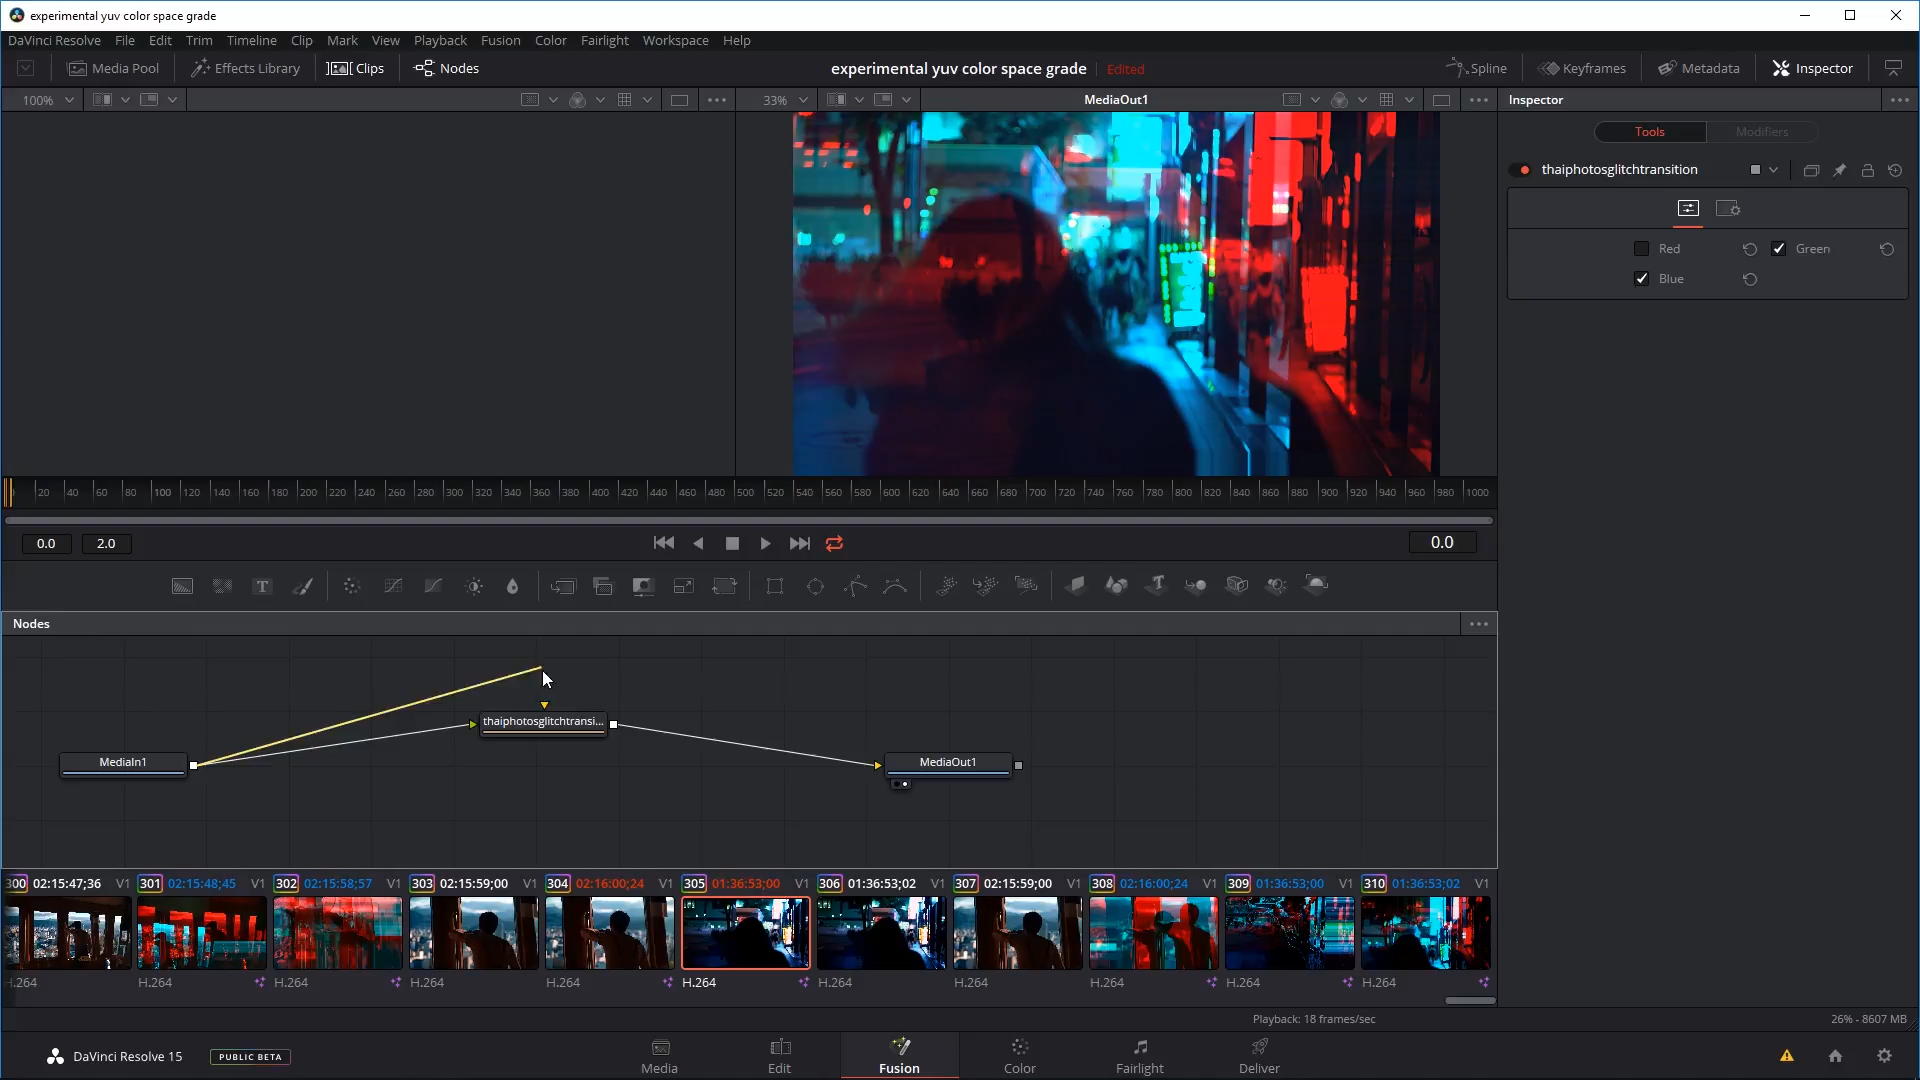 experimental yuv color space grade
DaVinci Resolve File Edit Trim Timeline Clip Mark View Playback Fusion Color Fairlight Workspace Help
Media Pool Effects Library Clips Nodes experimental yuv color space grade Edited Spline Keyframes Metadata Inspector
100% 33% MediaOut1 Inspector
Tools Modifiers
thaiphotosglitchtransition
Red Green
Blue
20 40 60 80 100 120 140 160 180 200 220 240 260 280 300 320 340 360 380 400 420 440 460 480 500 520 540 560 580 600 620 640 660 680 700 720 740 760 780 800 820 840 860 880 900 920 940 960 980 1000
0.0 2.0 0.0
T
Nodes
thaiphotosglitchtransi...
MediaIn1 MediaOut1
300 02:15:47;36 V1 301 02:15:48;45 V1 302 02:15:58;57 V1 303 02:15:59;00 V1 304 02:16:00;24 V1 305 01:36:53;00 V1 306 01:36:53;02 V1 307 02:15:59;00 V1 308 02:16:00;24 V1 309 01:36:53;00 V1 310 01:36:53;02 V1
H.264 H.264 H.264 H.264 H.264 H.264 H.264 H.264 H.264 H.264 H.264
Playback: 18 frames/sec 26% - 8607 MB
DaVinci Resolve 15 PUBLIC BETA Media Edit Fusion Color Fairlight Deliver